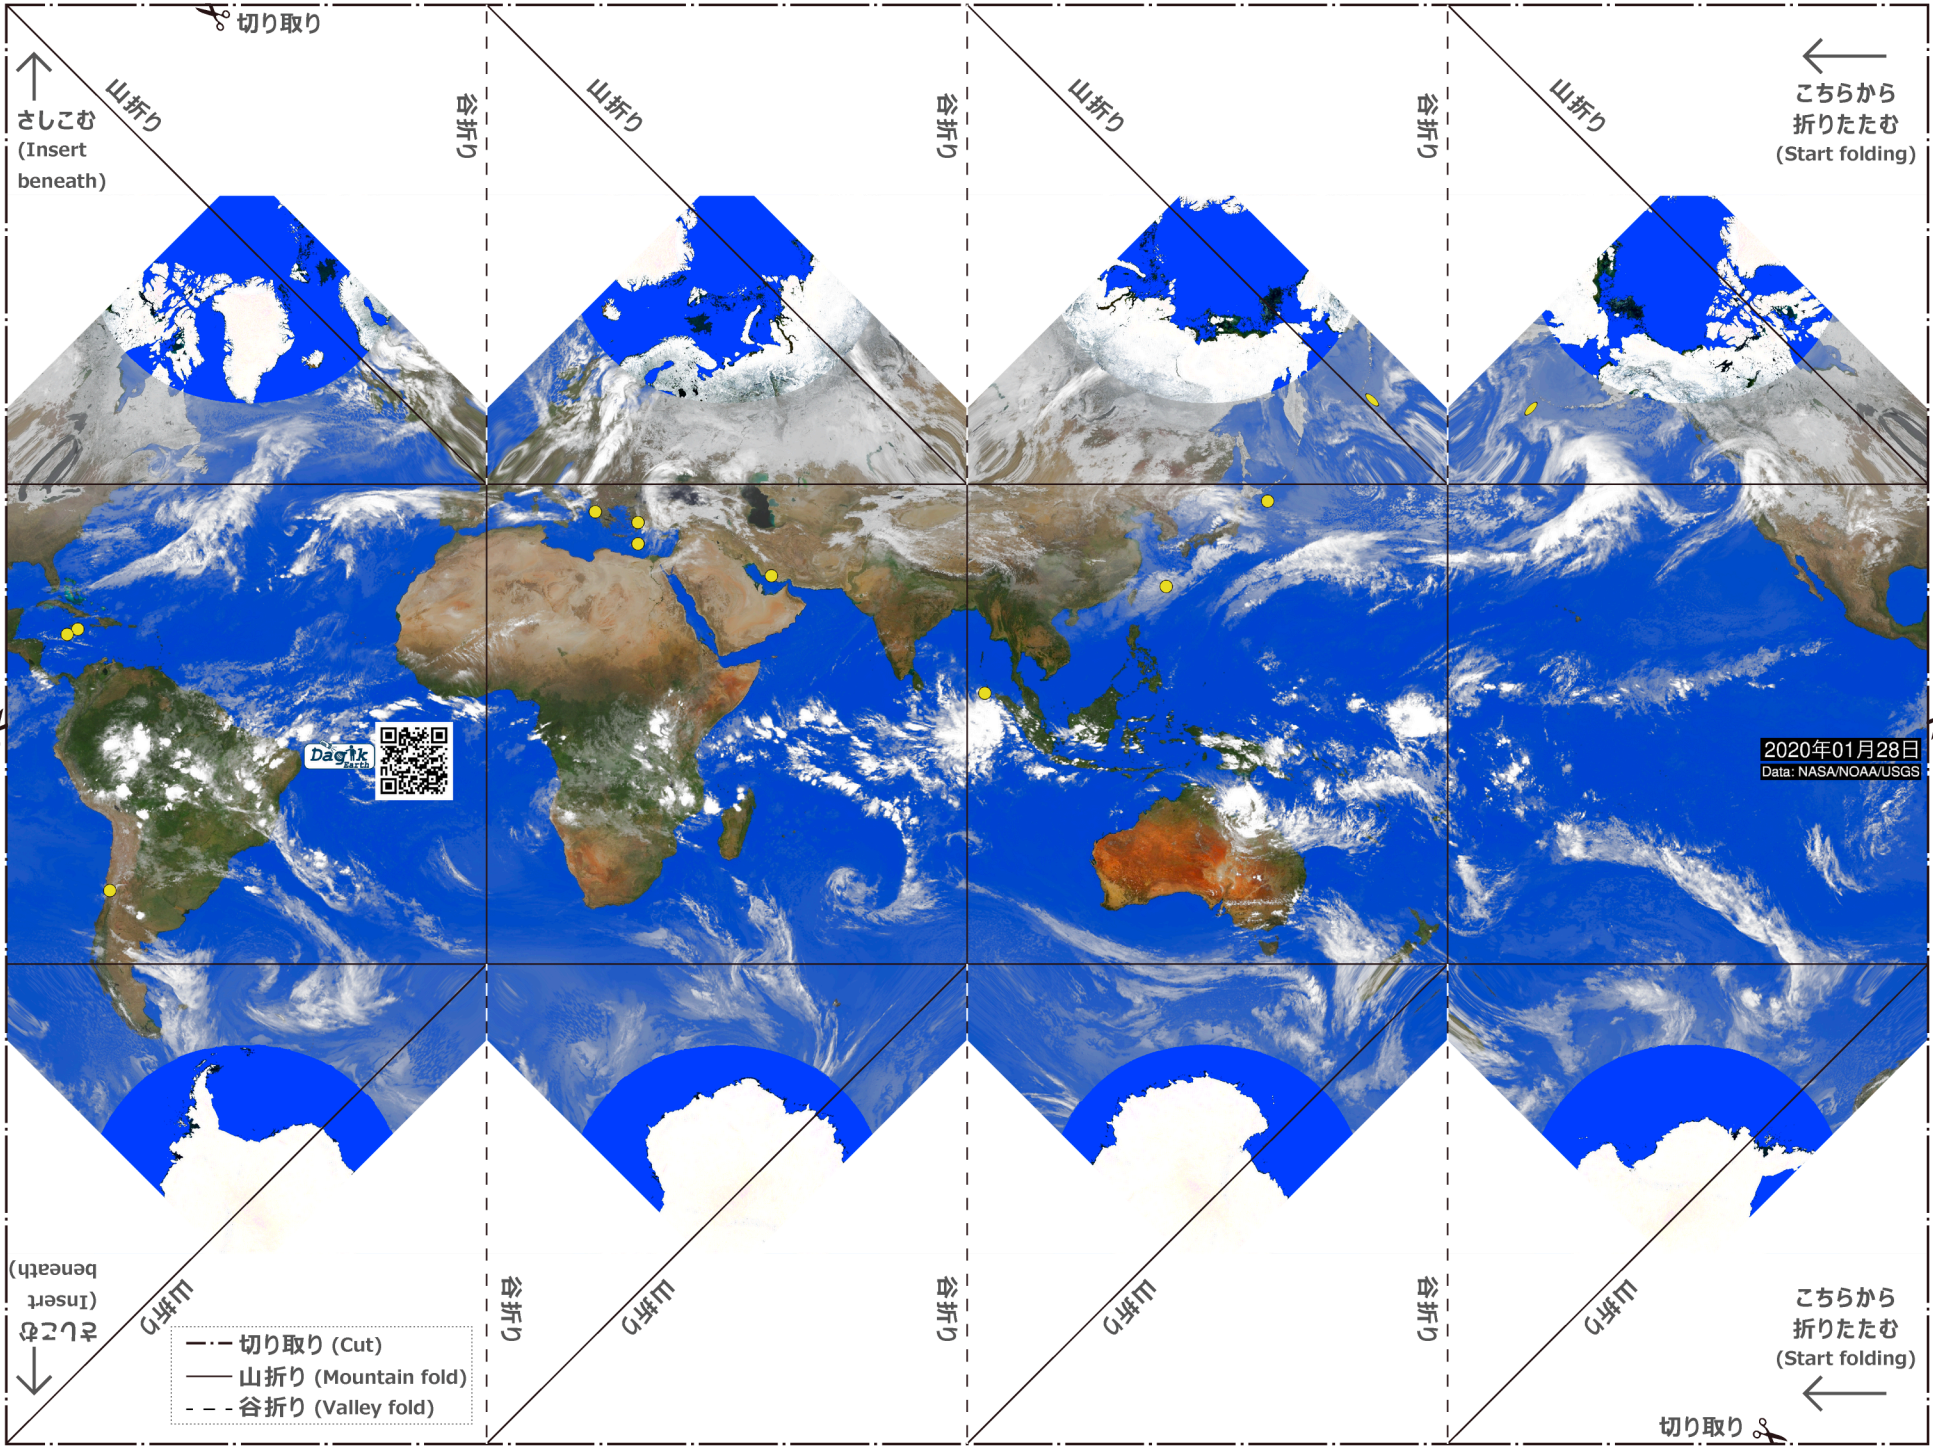 切り取り
山折り
谷折り
山折り
谷折り
山折り
谷折り
山折り
こちらから
折りたたむ
(Start folding)
さしこむ
(Insert
beneath)
Dagik
Earth
2020年01月28日
Data: NASA/NOAA/USGS
さしこむ
(Insert
beneath)
山折り
谷折り
山折り
谷折り
山折り
谷折り
山折り
こちらから
折りたたむ
(Start folding)
切り取り (Cut)
山折り (Mountain fold)
谷折り (Valley fold)
切り取り